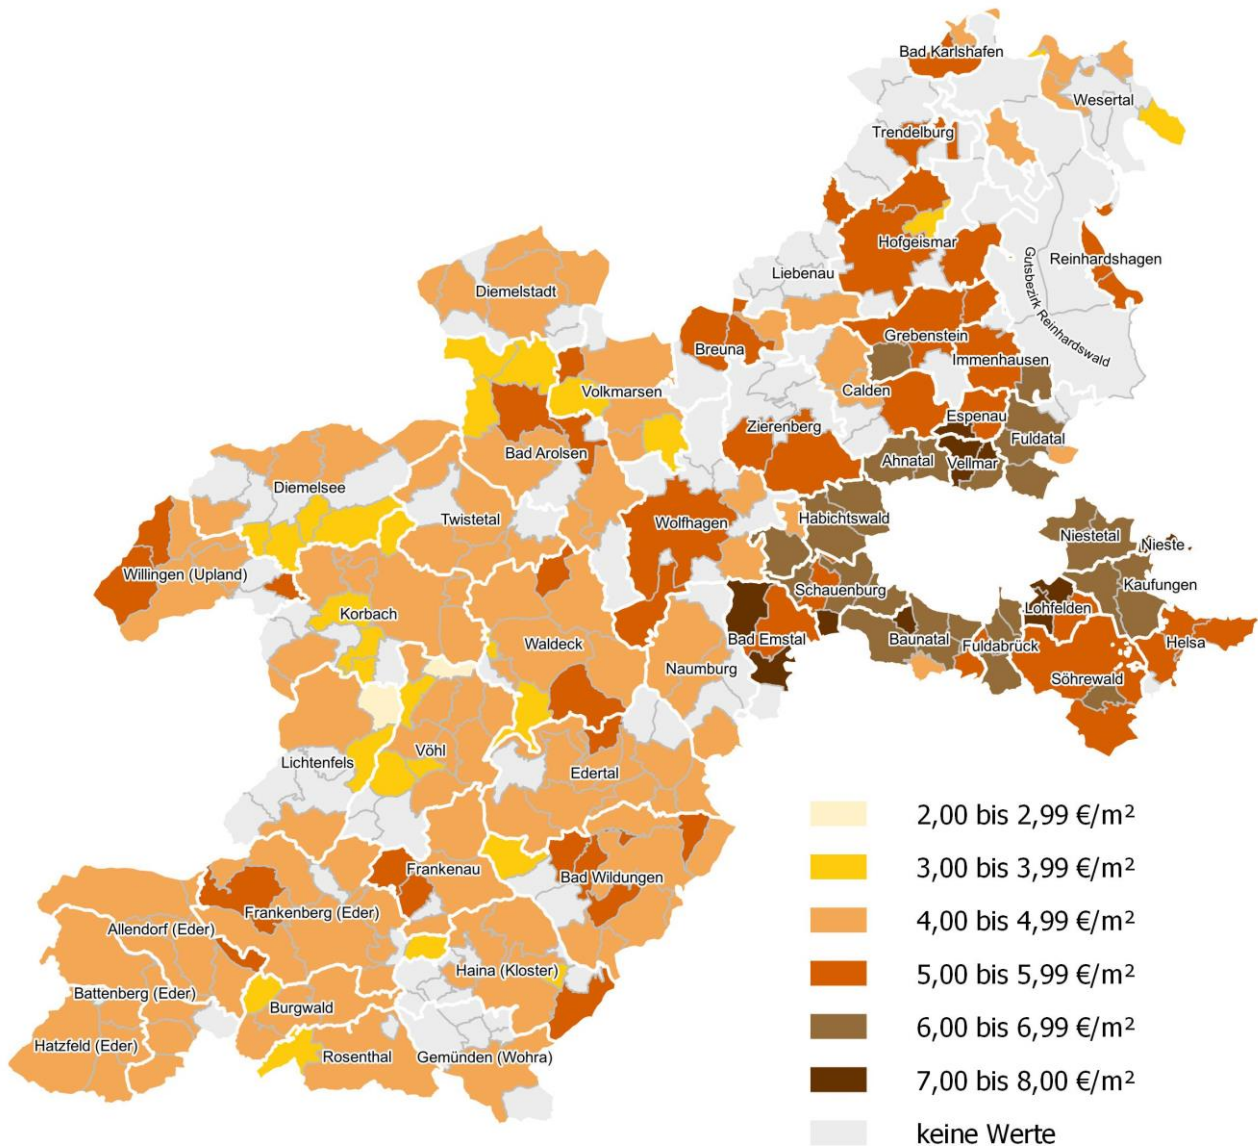 Bad Karlshafen
Wesertal
Trendelburg
Hofgeismar
Reinhardshagen
Liebenau
Gutsbezirk Reinhardswald
Diemelstadt
Grebenstein
Breuna
Immenhausen
Volkmarsen
Calden
Espenau
Zierenberg
Fuldatal
Bad Arolsen
Ahnatal
Vellmar
Diemelsee
Twistetal
Wolfhagen
Habichtswald
Niestetal
Nieste
Willingen (Upland)
Schauenburg
Kaufungen
Korbach
Lohfelden
Waldeck
Bad Emstal
Baunatal
Fuldabrück
Helsa
Naumburg
Söhrewald
Vöhl
Lichtenfels
Edertal
Frankenau
Bad Wildungen
Frankenberg (Eder)
Allendorf (Eder)
Haina (Kloster)
Battenberg (Eder)
Burgwald
Hatzfeld (Eder)
Rosenthal
Gemünden (Wohra)
2,00 bis 2,99 €/m²
3,00 bis 3,99 €/m²
4,00 bis 4,99 €/m²
5,00 bis 5,99 €/m²
6,00 bis 6,99 €/m²
7,00 bis 8,00 €/m²
keine Werte